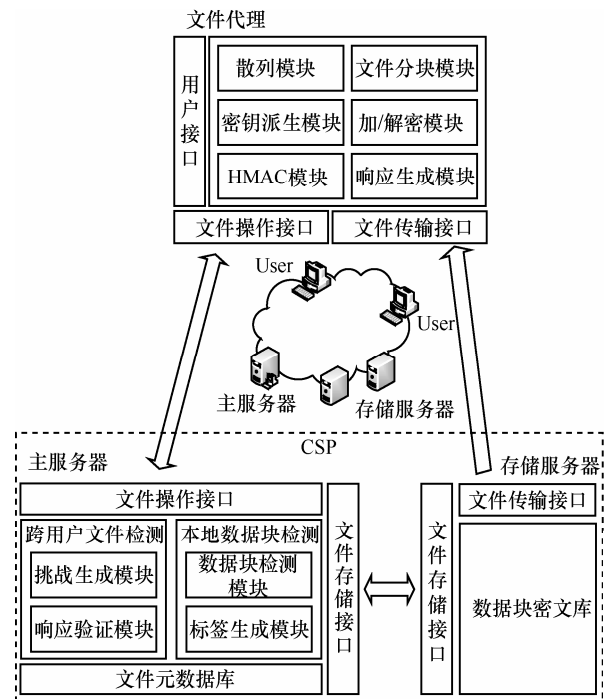 文件代理
用户接口
散列模块
文件分块模块
密钥派生模块
加/解密模块
HMAC模块
响应生成模块
文件操作接口
文件传输接口
User
User
主服务器
存储服务器
CSP
主服务器
存储服务器
文件操作接口
跨用户文件检测
挑战生成模块
响应验证模块
本地数据块检测
数据块检测
模块
标签生成模块
文件元数据库
文件存储接口
文件存储接口
文件传输接口
数据块密文库